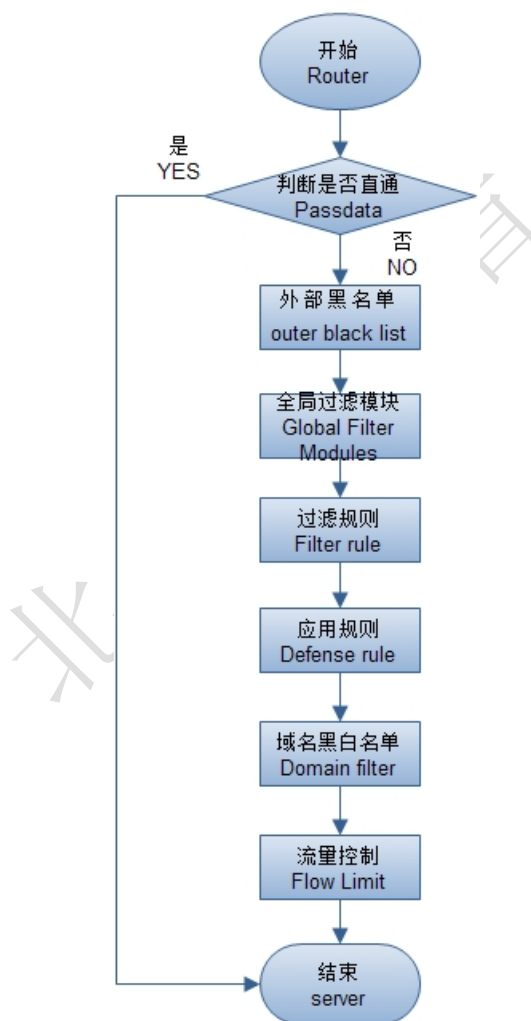 开始
Router
是
YES
判断是否直通
Passdata
否
NO
外部黑名单
outer black list
全局过滤模块
Global Filter
Modules
过滤规则
Filter rule
应用规则
Defense rule
域名黑白名单
Domain filter
流量控制
Flow Limit
结束
server
北